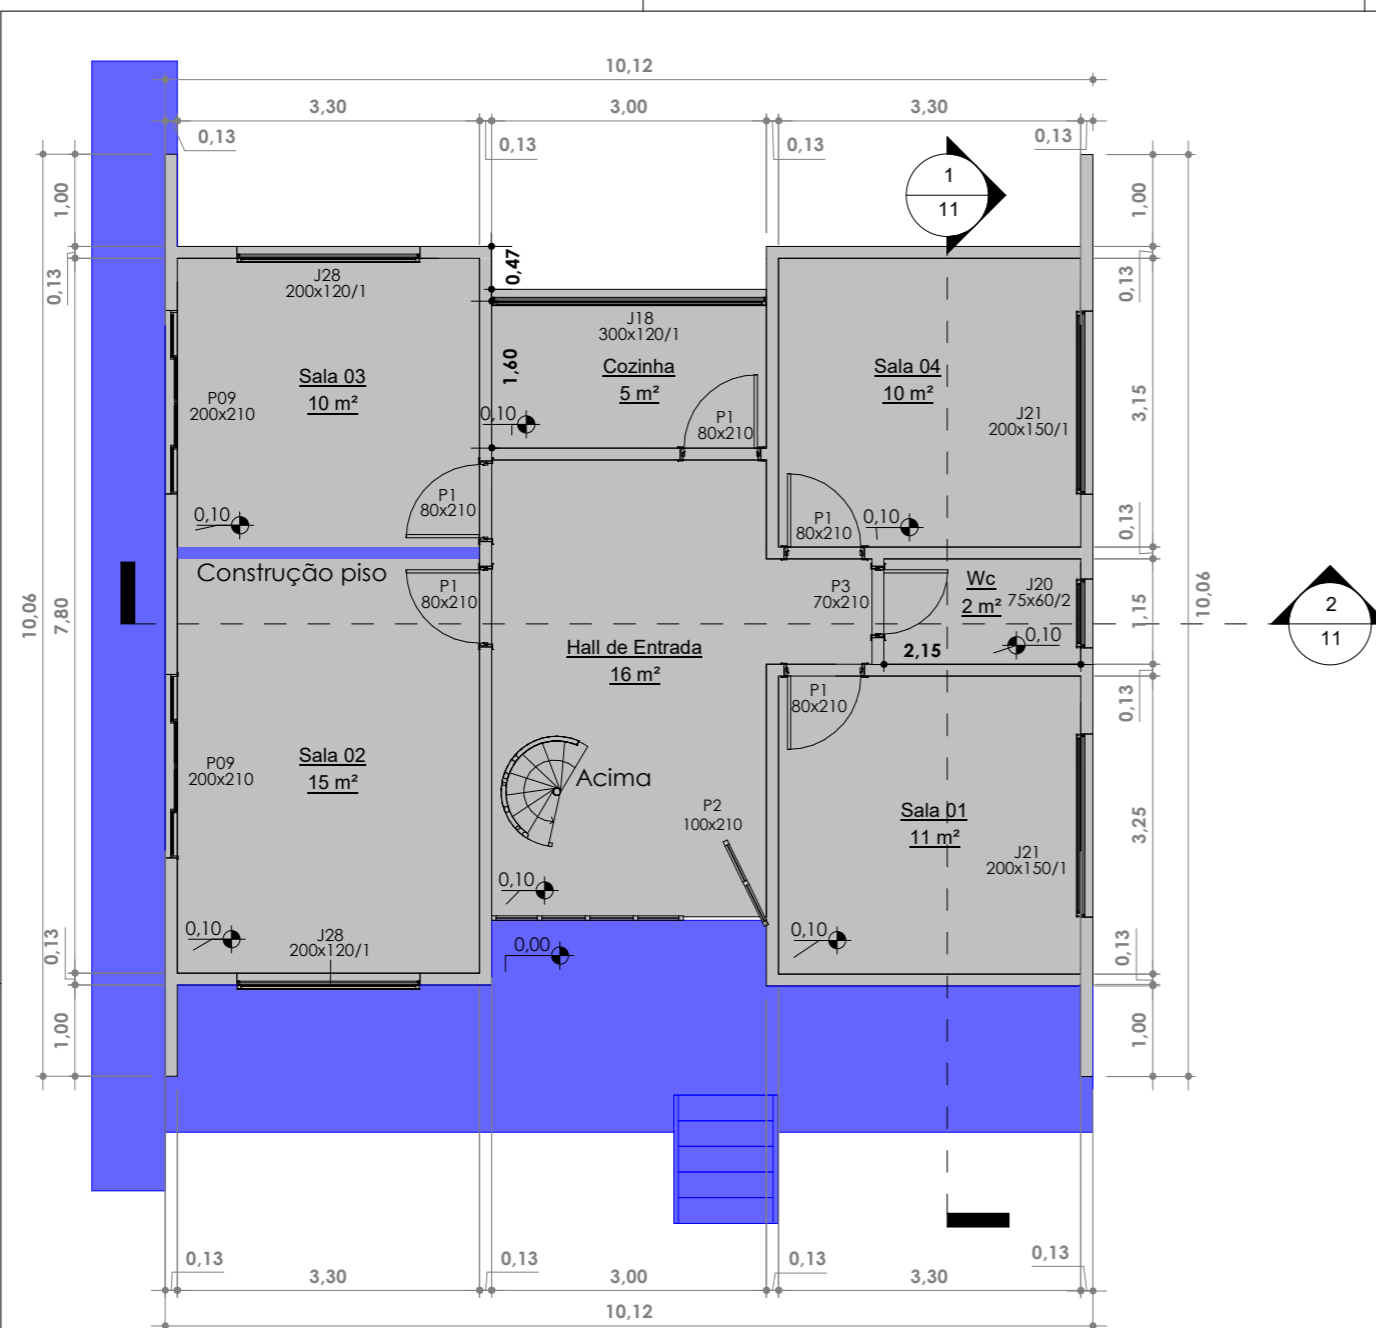 10,12
3,30
3,00
3,30
0,13
0,13
0,13
0,13
1
11
1,00
0,13
10,06
7,80
0,13
1,00
0,47
1,60
J28
200x120/1
J18
300x120/1
Cozinha
5 m²
Sala 03
10 m²
P09
200x210
0,10
P1
80x210
0,10
P1
80x210
Sala 04
10 m²
J21
200x150/1
0,10
P1
80x210
Construção piso
P1
80x210
P3
70x210
Wc
2 m²
J20
75x60/2
0,10
2,15
Hall de Entrada
16 m²
P1
80x210
Sala 02
15 m²
P09
200x210
Acima
P2
100x210
Sala 01
11 m²
J21
200x150/1
0,10
0,10
J28
200x120/1
0,00
0,10
1,00
0,13
3,15
0,13
1,15
10,06
0,13
3,25
0,13
1,00
2
11
0,13
0,13
0,13
0,13
3,30
3,00
3,30
10,12